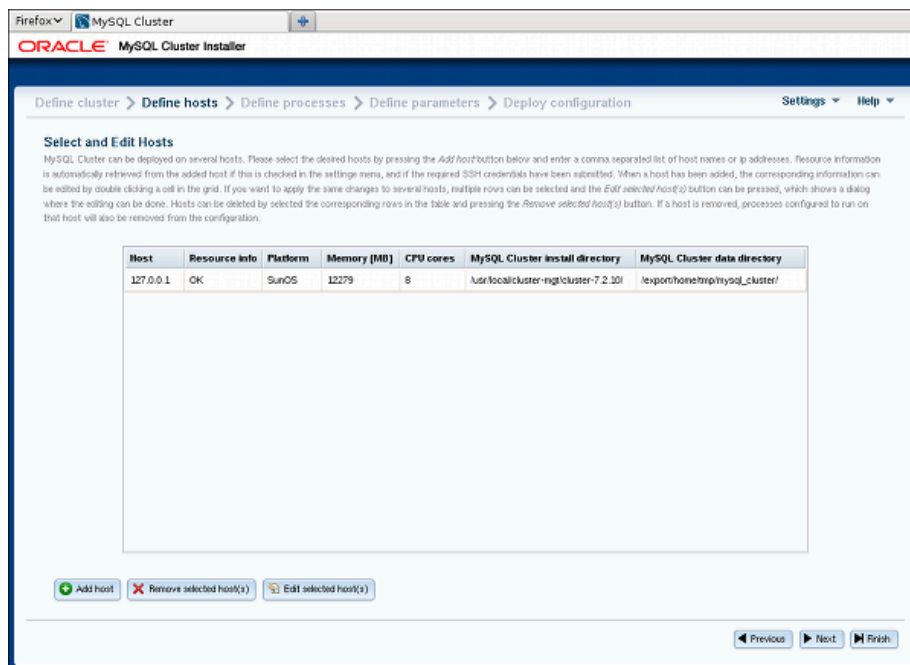 Firefox
MySQL Cluster
ORACLE MySQL Cluster Installer
Define cluster > Define hosts > Define processes > Define parameters > Deploy configuration Settings Help
Select and Edit Hosts
MySQL Cluster can be deployed on several hosts. Please select the desired hosts by pressing the Add host button below and enter a comma separated list of host names or ip addresses. Resource information
is automatically retrieved from the added host if this is checked in the settings menu, and if the required SSH credentials have been submitted. When a host has been added, the corresponding information can
be edited by double clicking a cell in the grid. If you want to apply the same changes to several hosts, multiple rows can be selected and the Edit selected host(s) button can be pressed, which shows a dialog
where the editing can be done. Hosts can be deleted by selected the corresponding rows in the table and pressing the Remove selected host(s) button. If a host is removed, processes configured to run on
that host will also be removed from the configuration.
Host Resource info Platform Memory [MB] CPU cores MySQL Cluster install directory MySQL Cluster data directory
127.0.0.1 OK SunOS 12279 8 /usr/local/cluster-mgt/cluster-7.2.10/ /export/home/tmp/mysql_cluster/
Add host Remove selected host(s) Edit selected host(s)
Previous Next Finish